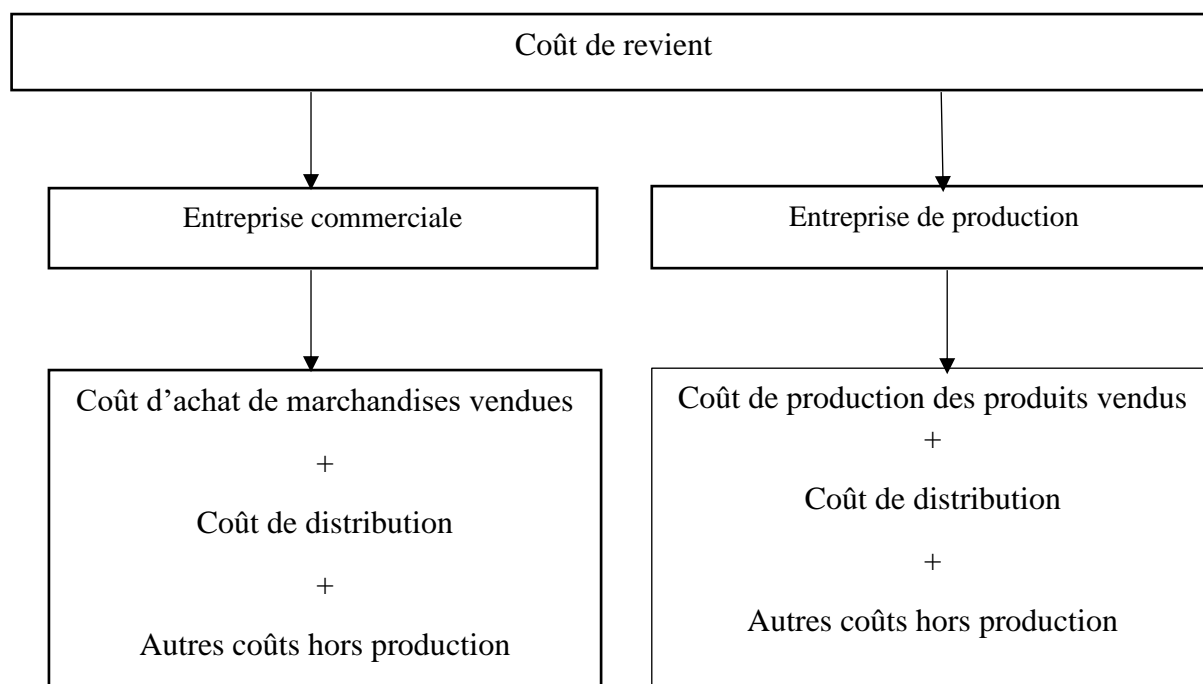 Coût de revient
Entreprise commerciale
Entreprise de production
Coût d’achat de marchandises vendues
+
Coût de distribution
+
Autres coûts hors production
Coût de production des produits vendus
+
Coût de distribution
+
Autres coûts hors production